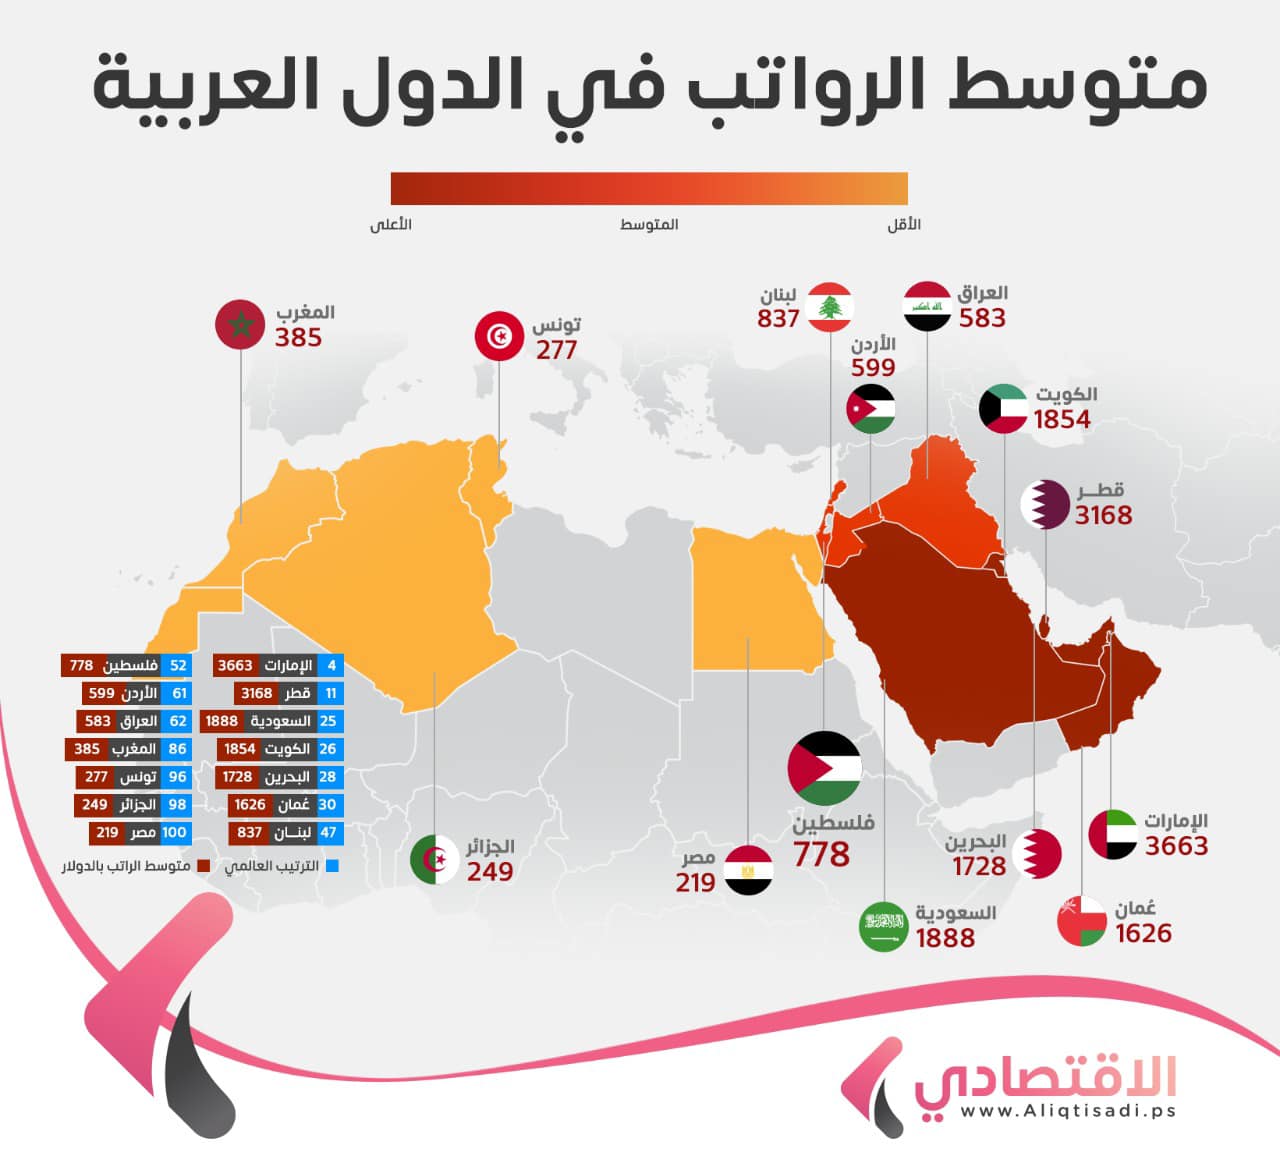 متوسط الرواتب في الدول العربية
الأقل
المتوسط
الأعلى
العراق
583
لبنان
837
الأردن
599
الكويت
1854
قطــر
3168
تونس
277
المغرب
385
4 الإمارات 3663
11 قطر 3168
25 السعودية 1888
26 الكويت 1854
28 البحرين 1728
30 عُمان 1626
47 لبنــان 837
52 فلسطين 778
61 الأردن 599
62 العراق 583
86 المغرب 385
96 تونس 277
98 الجزائر 249
100 مصر 219
الترتيب العالمي
متوسط الراتب بالدولار
الإمارات
3663
البحرين
1728
فلسطين
778
مصر
219
الجزائر
249
عُمان
1626
السعودية
1888
الاقتصادي
www.Aliqtisadi.ps